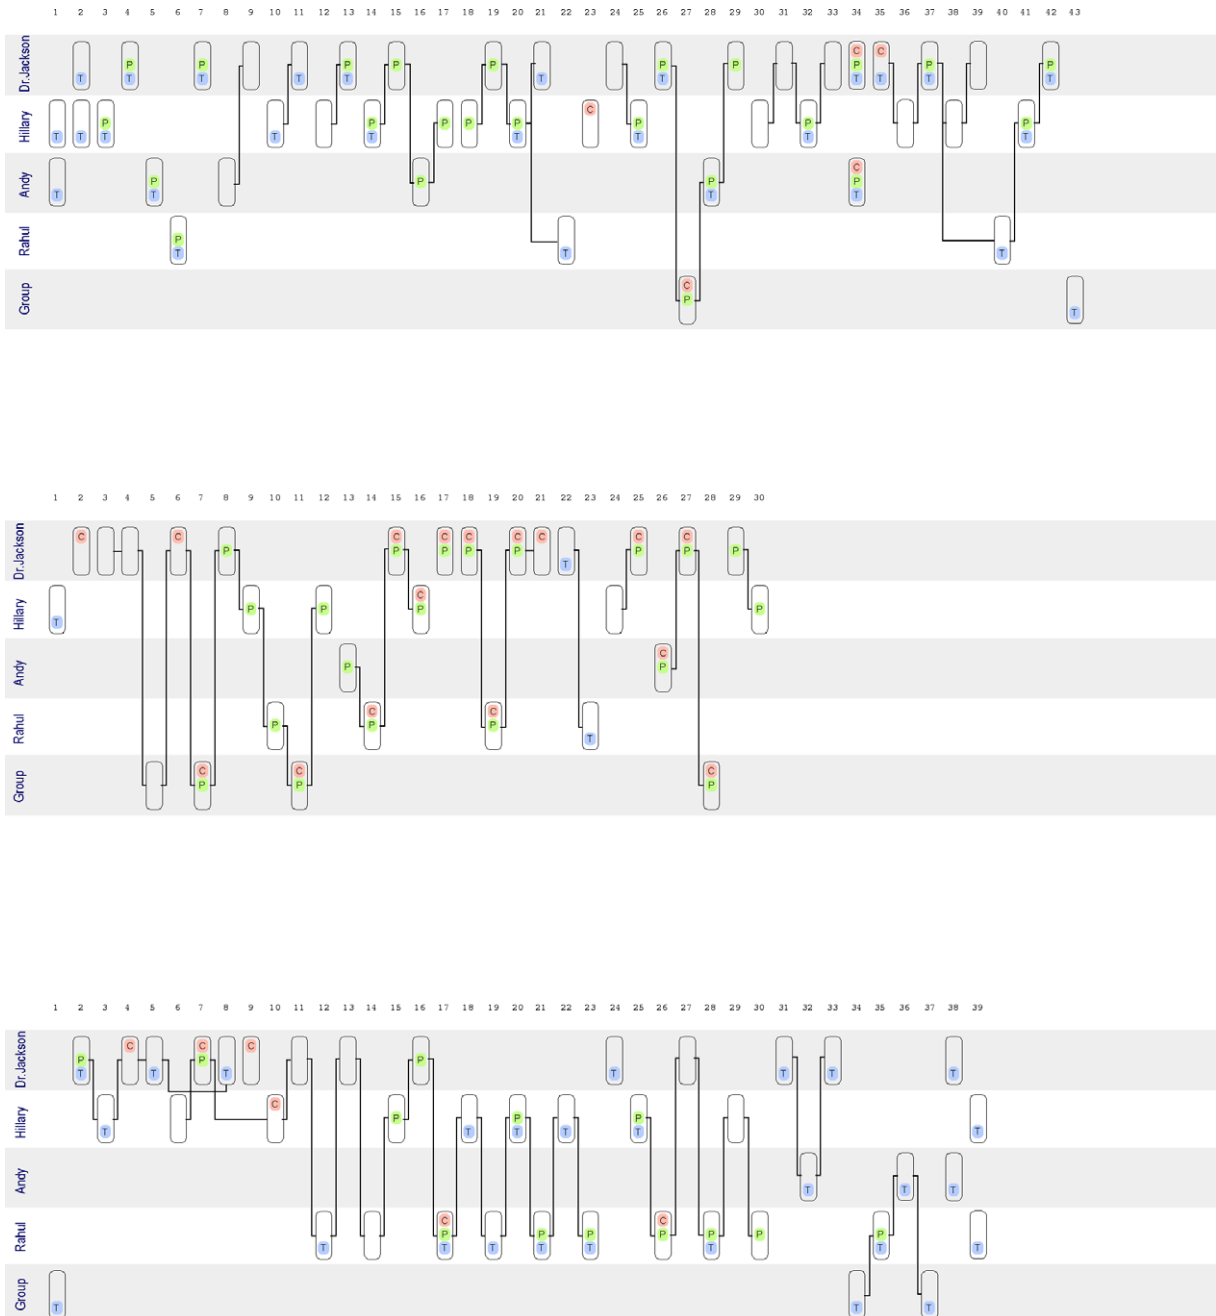 1 2 3 4 5 6 7 8 9 10 11 12 13 14 15 16 17 18 19 20 21 22 23 24 25 26 27 28 29 30 31 32 33 34 35 36 37 38 39 40 41 42 43
C C
Dr.Jackson P P P P P P P P P P
T T T T T T T T T T
C
Hillary P P P P P P P P
T T T T T T T T T
C
Andy P P P P
T T T T
Rahul P
T T T
C
Group P
T
1 2 3 4 5 6 7 8 9 10 11 12 13 14 15 16 17 18 19 20 21 22 23 24 25 26 27 28 29 30
C C C C C C C C C
Dr.Jackson P P P P P P P P
T
C
Hillary P P P P
T
C
Andy P P
C C
Rahul P P P
T
C C C
Group P P P
1 2 3 4 5 6 7 8 9 10 11 12 13 14 15 16 17 18 19 20 21 22 23 24 25 26 27 28 29 30 31 32 33 34 35 36 37 38 39
C C C
Dr.Jackson P P P
T T T T T T T
C
Hillary P P P
T T T T T T
Andy
T T T
C C
Rahul P P P P P P P
T T T T T T T T
Group
T T T